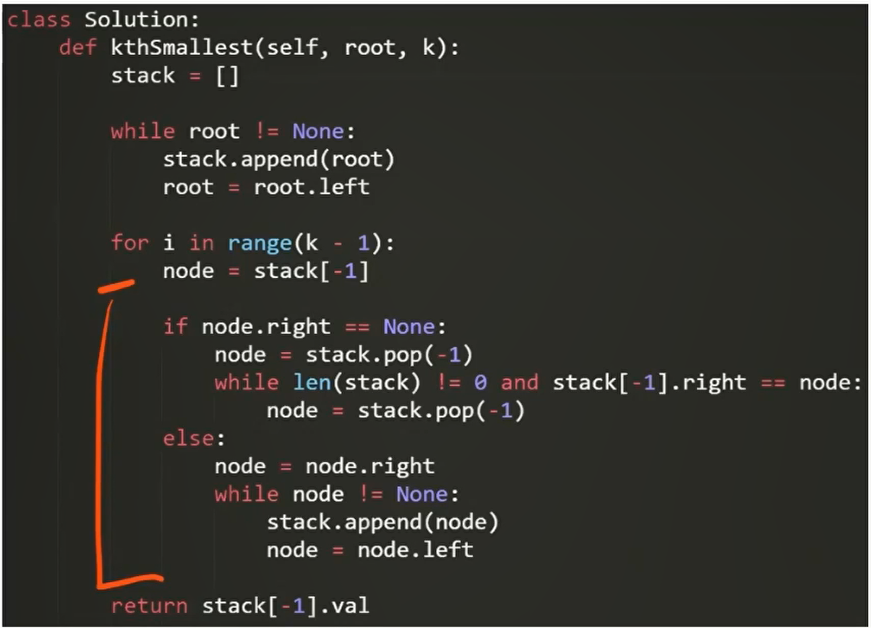 class Solution:
    def kthSmallest(self, root, k):
        stack = []
        while root != None:
            stack.append(root)
            root = root.left
        for i in range(k - 1):
            node = stack[-1]
            if node.right == None:
                node = stack.pop(-1)
                while len(stack) != 0 and stack[-1].right == node:
                    node = stack.pop(-1)
            else:
                node = node.right
                while node != None:
                    stack.append(node)
                    node = node.left
        return stack[-1].val